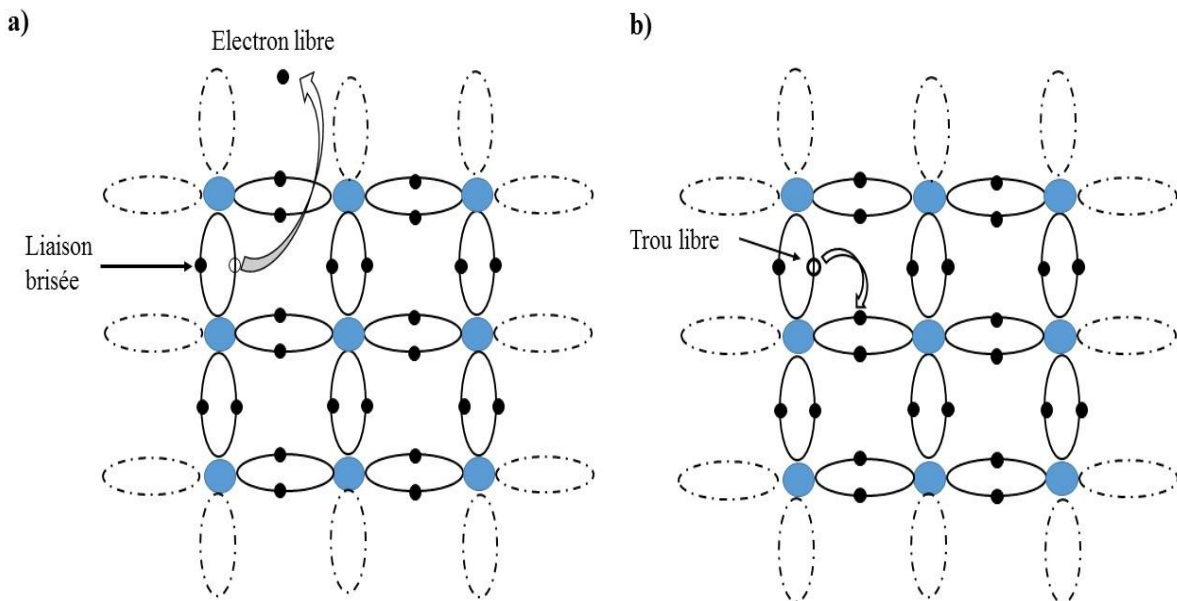 a)
Electron libre
Liaison
brisée
b)
Trou libre